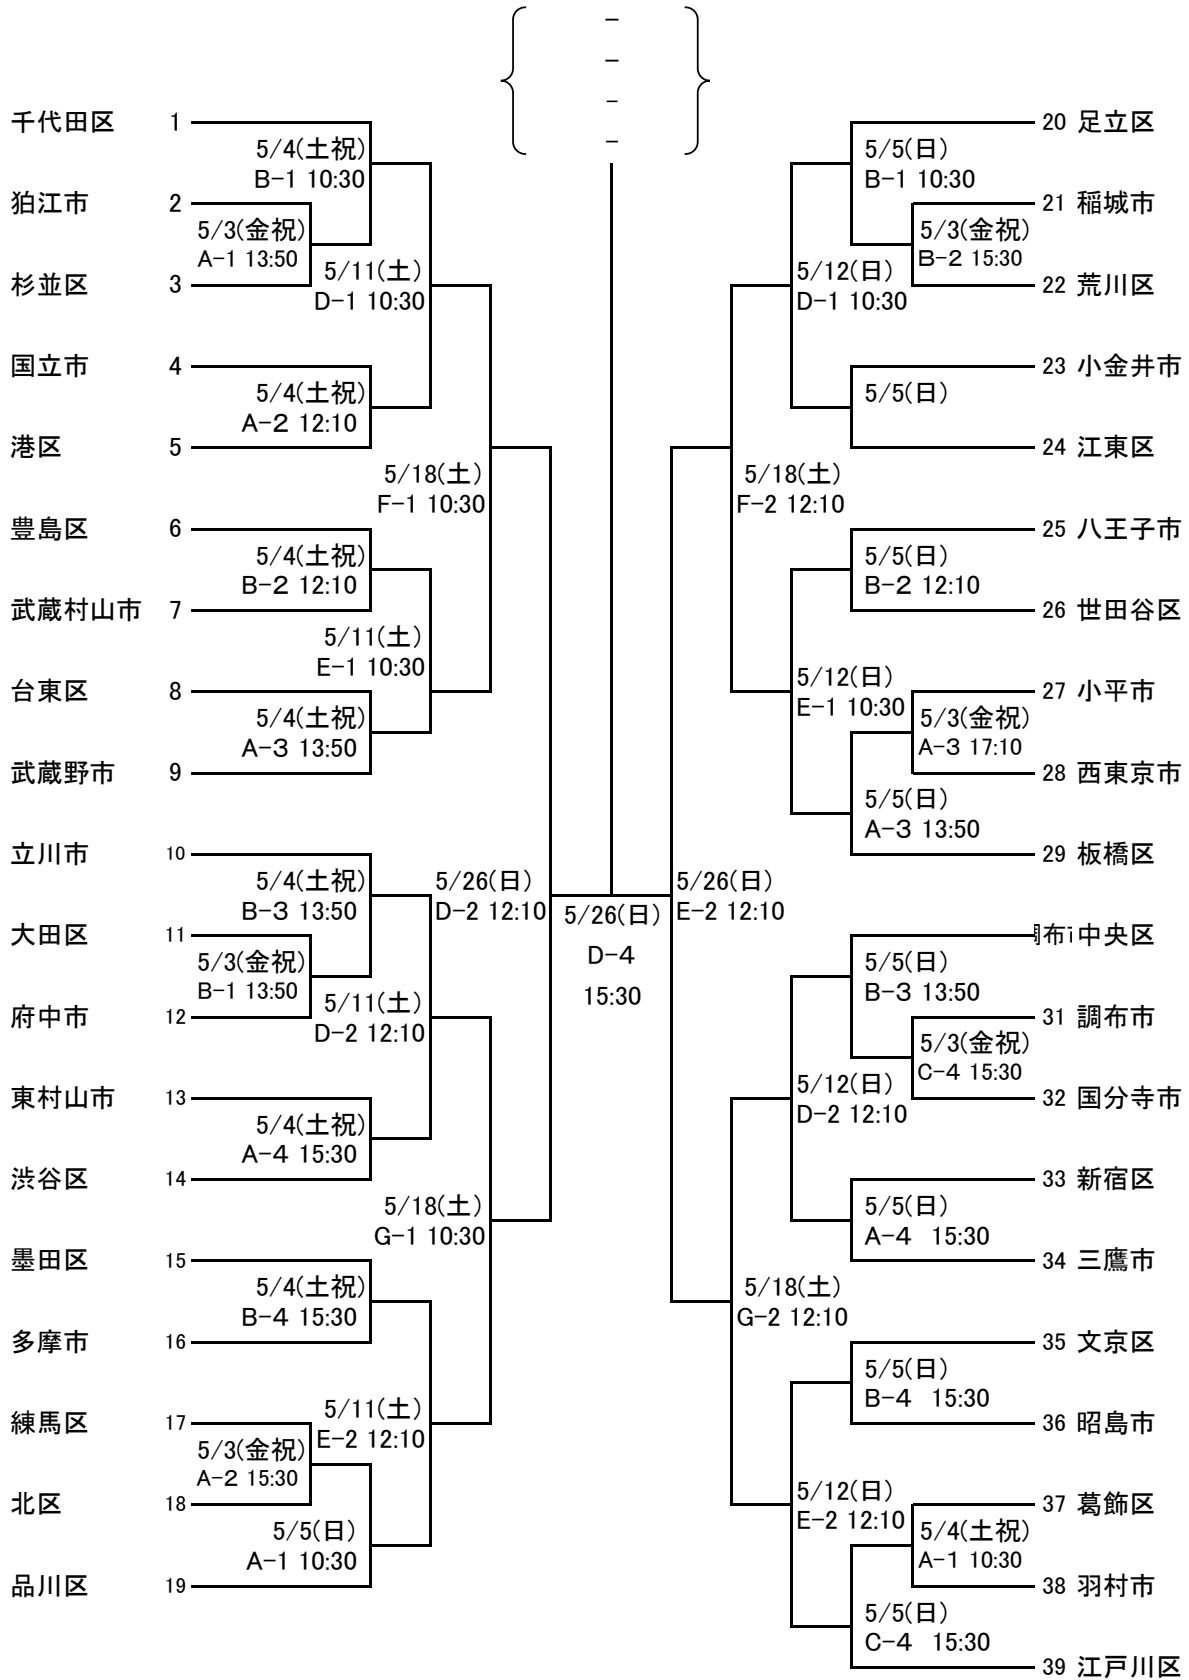 −
−
−
−
千代田区 1
5/4(土祝)
B−1 10:30
狛江市 2
5/3(金祝)
A−1 13:50
杉並区 3
5/11(土)
D−1 10:30
国立市 4
5/4(土祝)
A−2 12:10
港区 5
5/18(土)
F−1 10:30
豊島区 6
5/4(土祝)
B−2 12:10
武蔵村山市 7
5/11(土)
E−1 10:30
台東区 8
5/4(土祝)
A−3 13:50
武蔵野市 9
立川市 10
5/4(土祝)
B−3 13:50
5/26(日)
D−2 12:10
大田区 11
5/3(金祝)
B−1 13:50
府中市 12
5/11(土)
D−2 12:10
東村山市 13
5/4(土祝)
A−4 15:30
渋谷区 14
5/18(土)
G−1 10:30
墨田区 15
5/4(土祝)
B−4 15:30
多摩市 16
5/11(土)
E−2 12:10
練馬区 17
5/3(金祝)
A−2 15:30
北区 18
5/5(日)
A−1 10:30
品川区 19
5/26(日)
D−4
15:30
20 足立区
5/5(日)
B−1 10:30
21 稲城市
5/3(金祝)
B−2 15:30
22 荒川区
5/12(日)
D−1 10:30
23 小金井市
5/5(日)
24 江東区
5/18(土)
F−2 12:10
25 八王子市
5/5(日)
B−2 12:10
26 世田谷区
5/12(日)
E−1 10:30
27 小平市
5/3(金祝)
A−3 17:10
28 西東京市
5/5(日)
A−3 13:50
29 板橋区
5/26(日)
E−2 12:10
中央区
5/5(日)
B−3 13:50
31 調布市
5/3(金祝)
C−4 15:30
32 国分寺市
5/12(日)
D−2 12:10
33 新宿区
5/5(日)
A−4 15:30
34 三鷹市
5/18(土)
G−2 12:10
35 文京区
5/5(日)
B−4 15:30
36 昭島市
5/12(日)
E−2 12:10
37 葛飾区
5/4(土祝)
A−1 10:30
38 羽村市
5/5(日)
C−4 15:30
39 江戸川区